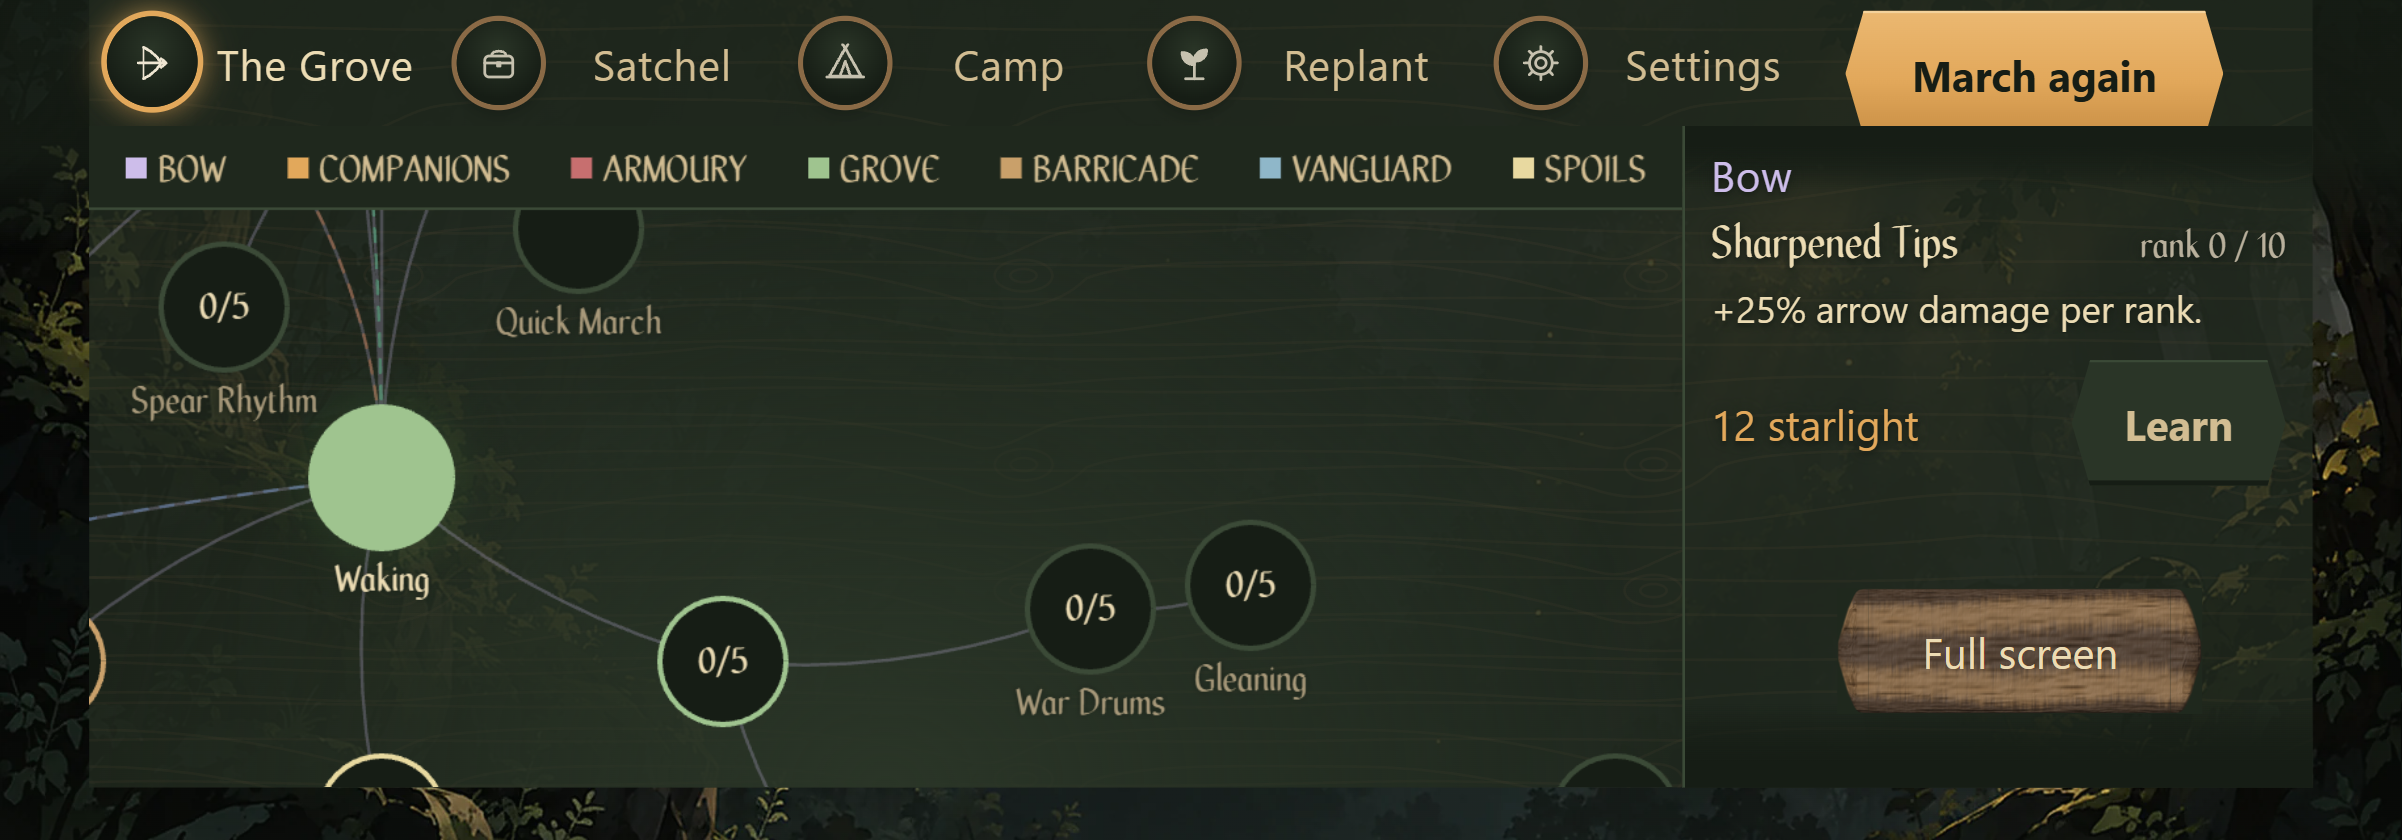 The Grove
Satchel
Camp
Replant
Settings
March again
BOW
COMPANIONS
ARMOURY
GROVE
BARRICADE
VANGUARD
SPOILS
Bow
Sharpened Tips
rank 0 / 10
+25% arrow damage per rank.
12 starlight
Learn
Full screen
Quick March
0/5
Spear Rhythm
Waking
0/5
0/5
War Drums
0/5
Gleaning